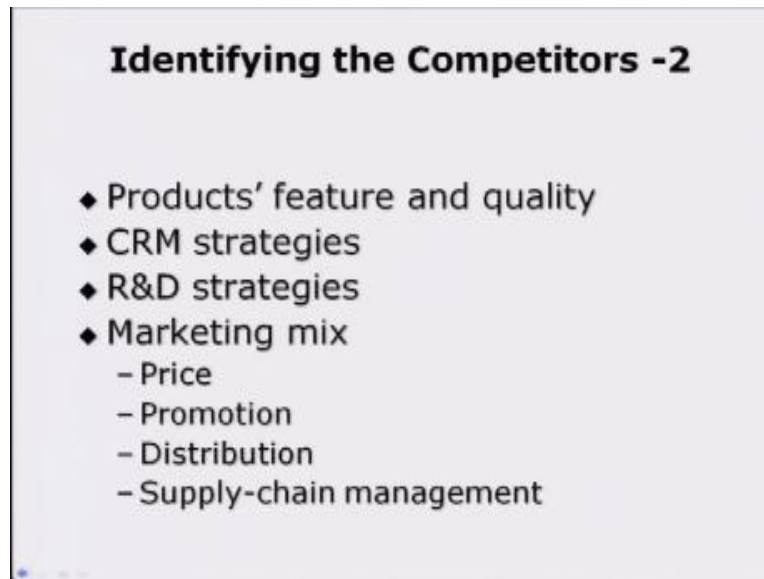 Identifying the Competitors -2
◆ Products' feature and quality
◆ CRM strategies
◆ R&D strategies
◆ Marketing mix
– Price
– Promotion
– Distribution
– Supply-chain management